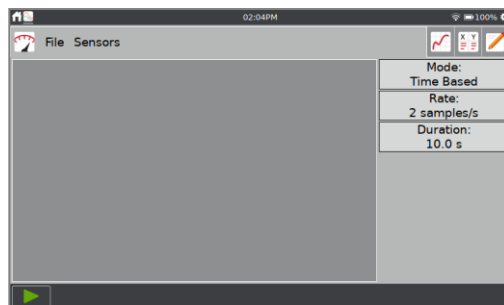 02:04PM
100%
File Sensors
X Y
Mode:
Time Based
Rate:
2 samples/s
Duration:
10.0 s